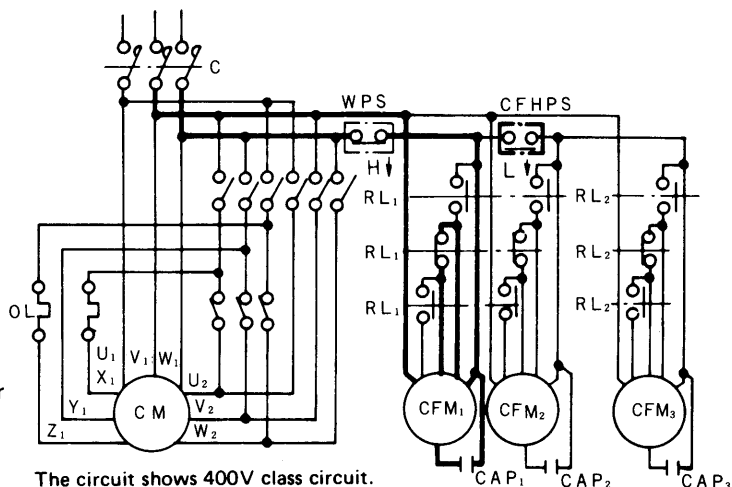 C
WPS
CFHPS
H
L
RL₁
RL₂
RL₁
RL₂
RL₁
RL₂
OL
U₁
V₁
W₁
X₁
U₂
Y₁
CM
V₂
Z₁
W₂
CFM₁
CFM₂
CFM₃
CAP₁
CAP₂
CAP₃
The circuit shows 400V class circuit.